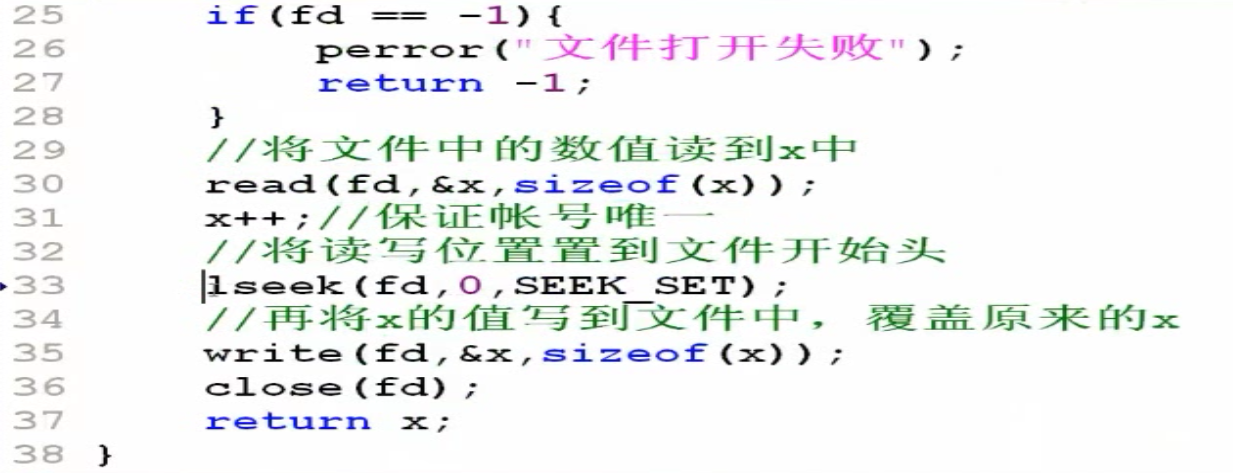 25 if(fd == -1){
26 perror("文件打开失败");
27 return -1;
28 }
29 //将文件中的数值读到x中
30 read(fd,&x,sizeof(x));
31 x++;//保证帐号唯一
32 //将读写位置置到文件开始头
33 lseek(fd,0,SEEK_SET);
34 //再将x的值写到文件中，覆盖原来的x
35 write(fd,&x,sizeof(x));
36 close(fd);
37 return x;
38 }